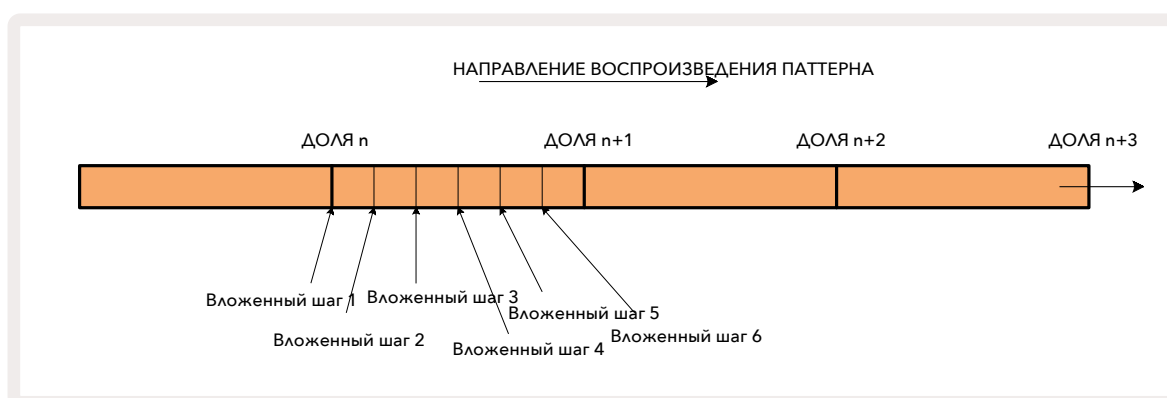 НАПРАВЛЕНИЕ ВОСПРОИЗВЕДЕНИЯ ПАТТЕРНА
ДОЛЯ n
ДОЛЯ n+1
ДОЛЯ n+2
ДОЛЯ n+3
Вложенный шаг 1
Вложенный шаг 3
Вложенный шаг 5
Вложенный шаг 2
Вложенный шаг 4
Вложенный шаг 6